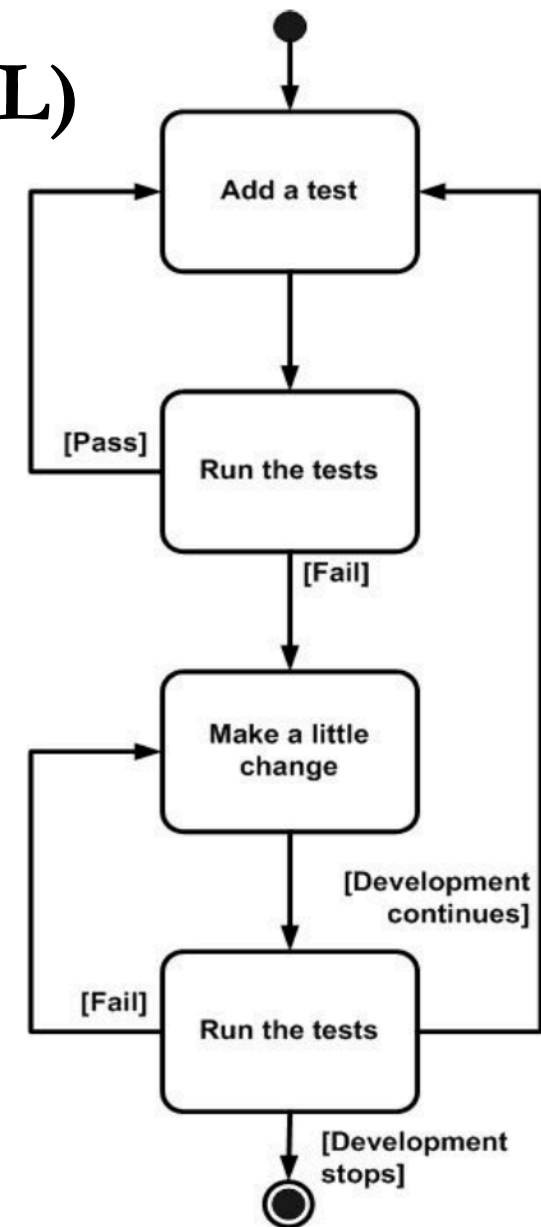 L)
Add a test
[Pass]
Run the tests
[Fail]
Make a little
change
[Development
continues]
[Fail]
Run the tests
[Development
stops]